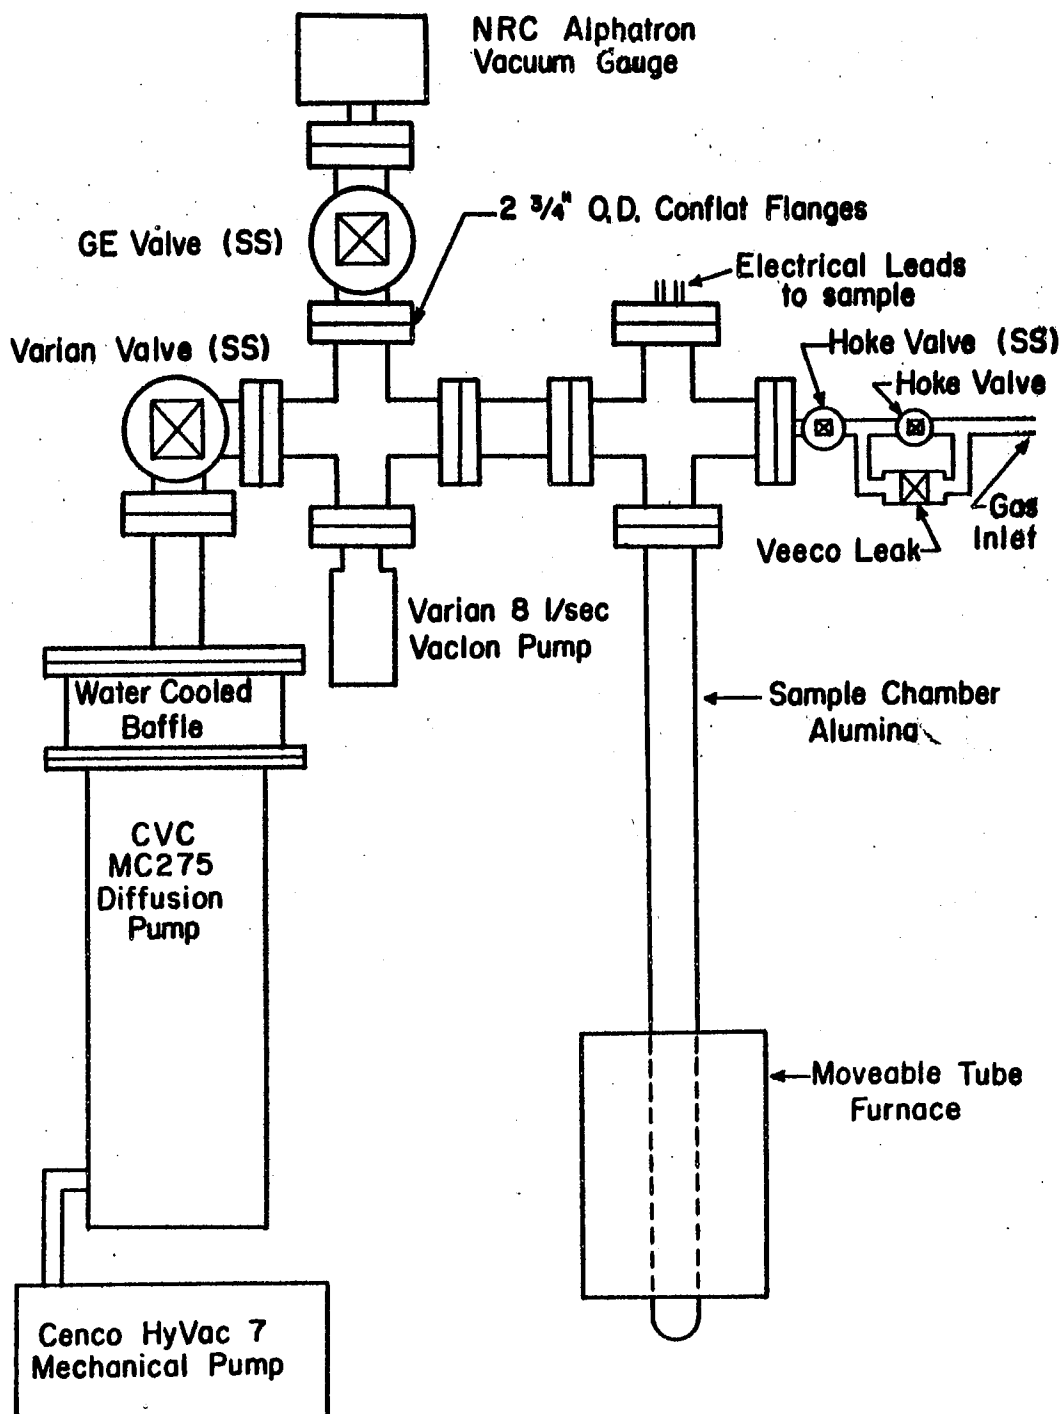 NRC Alphatron
Vacuum Gauge
2 3/4" O.D. Conflat Flanges
GE Valve (SS)
Electrical Leads
to sample
Varian Valve (SS)
Hoke Valve (SS)
Hoke Valve
Gas
Inlet
Veeco Leak
Varian 8 l/sec
VacIon Pump
Water Cooled
Baffle
Sample Chamber
Alumina
CVC
MC275
Diffusion
Pump
Moveable Tube
Furnace
Cenco HyVac 7
Mechanical Pump